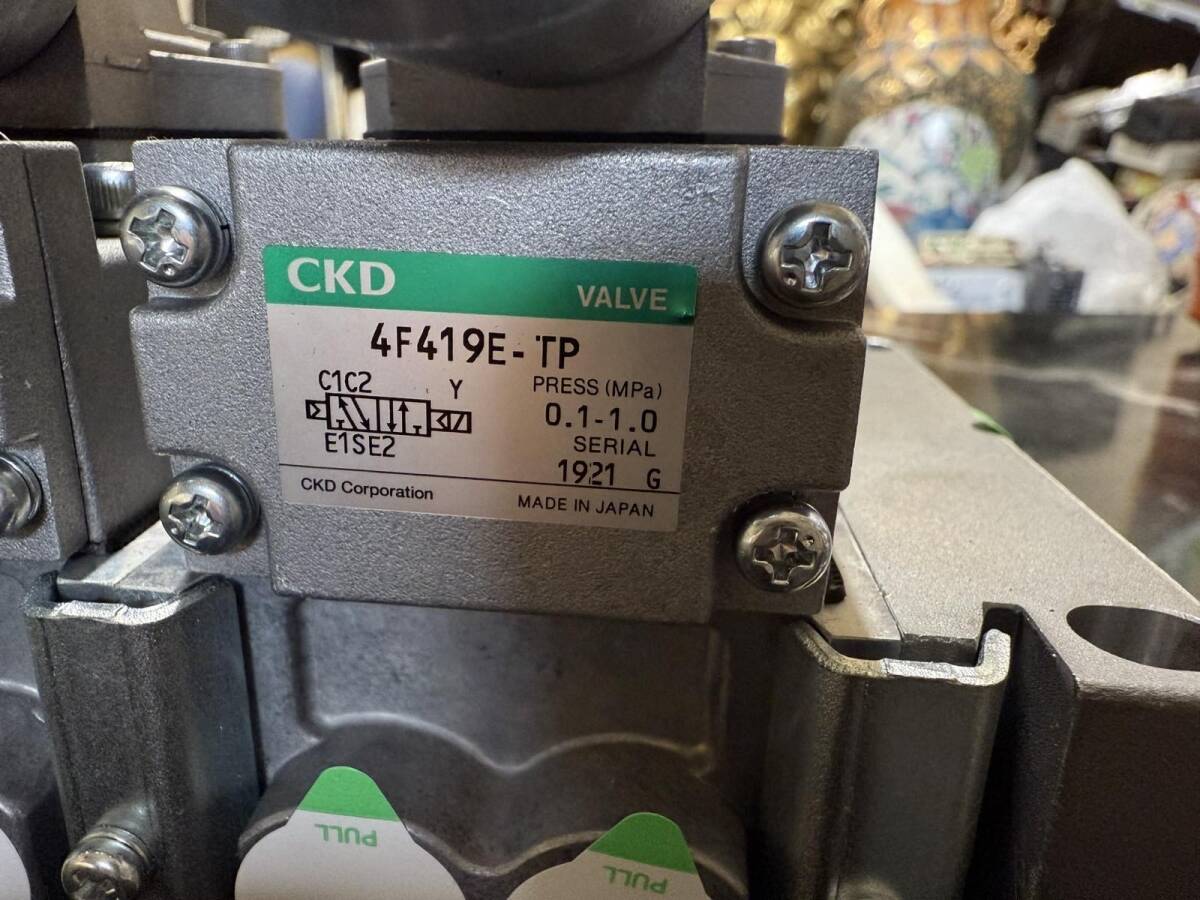 CKD
VALVE
4F419E-TP
C1C2 Y
PRESS (MPa)
0.1-1.0
E1SE2
SERIAL
1921 G
CKD Corporation
MADE IN JAPAN
PULL
PULL